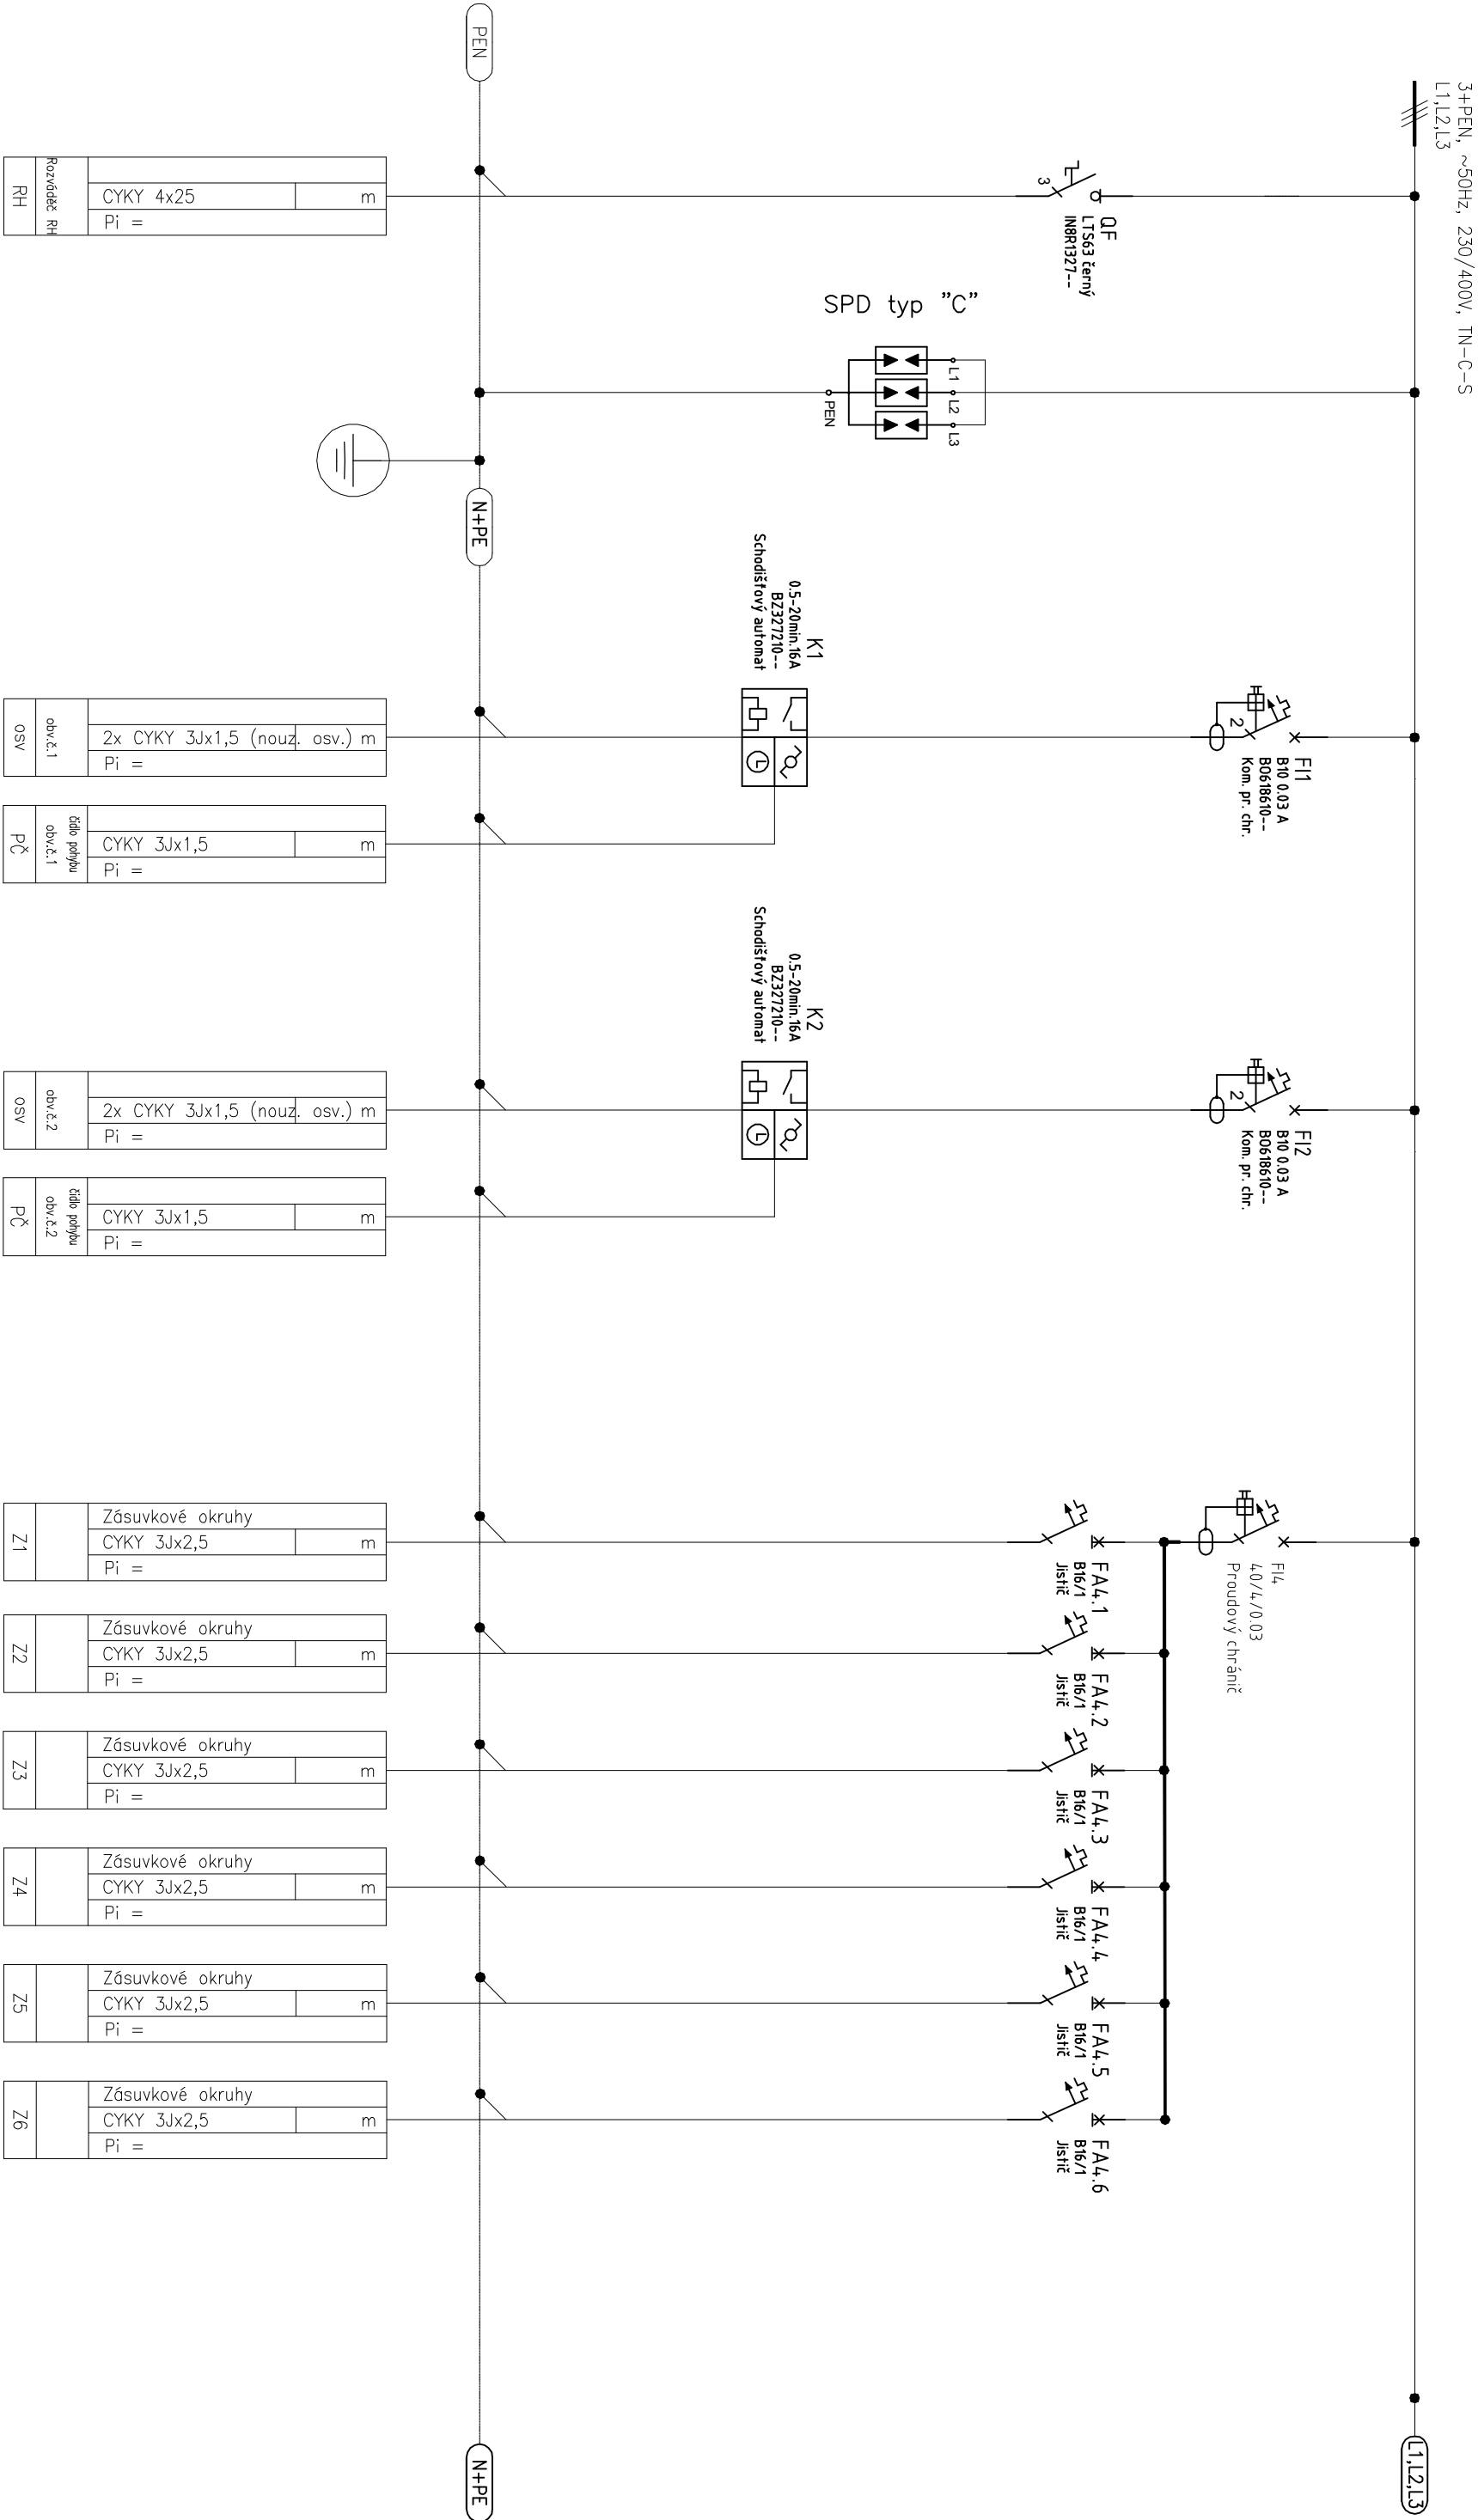 3+PEN, ~50Hz, 230/400V, TN-C-S
L1,L2,L3
PEN
QF
LTS63 černý
IN8R1327--
3
SPD typ "C"
L1
L2
L3
PEN
N+PE
RH
Rozváděč RH
CYKY 4x25
m
Pi =
FI1
B10 0.03 A
BO618610--
Kom. pr. chr.
2
K1
0.5-20min.16A
BZ327210--
Schodišťový automat
osv
obv.č.1
2x CYKY 3Jx1,5 (nouz. osv.) m
Pi =
PČ
čidlo pohybu
obv.č.1
CYKY 3Jx1,5
m
Pi =
FI2
B10 0.03 A
BO618610--
Kom. pr. chr.
2
K2
0.5-20min.16A
BZ327210--
Schodišťový automat
osv
obv.č.2
2x CYKY 3Jx1,5 (nouz. osv.) m
Pi =
PČ
čidlo pohybu
obv.č.2
CYKY 3Jx1,5
m
Pi =
FI4
40/4/0.03
Proudový chránič
FA4.1
B16/1
Jistič
Z1
Zásuvkové okruhy
CYKY 3Jx2,5
m
Pi =
FA4.2
B16/1
Jistič
Z2
Zásuvkové okruhy
CYKY 3Jx2,5
m
Pi =
FA4.3
B16/1
Jistič
Z3
Zásuvkové okruhy
CYKY 3Jx2,5
m
Pi =
FA4.4
B16/1
Jistič
Z4
Zásuvkové okruhy
CYKY 3Jx2,5
m
Pi =
FA4.5
B16/1
Jistič
Z5
Zásuvkové okruhy
CYKY 3Jx2,5
m
Pi =
FA4.6
B16/1
Jistič
Z6
Zásuvkové okruhy
CYKY 3Jx2,5
m
Pi =
L1,L2,L3
N+PE